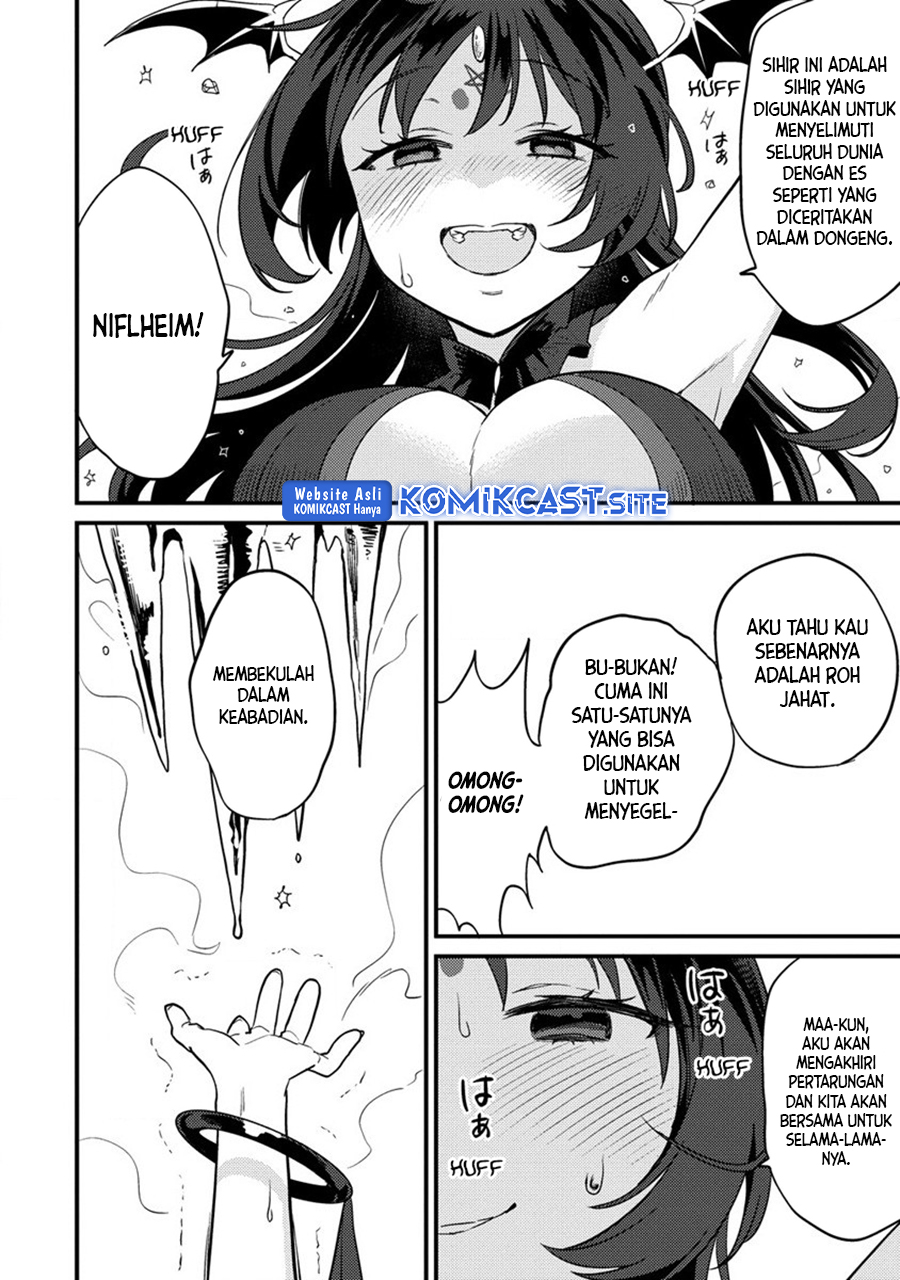 SIHIR INI ADALAH
SIHIR YANG
DIGUNAKAN UNTUK
MENYELIMUTI
SELURUH DUNIA
DENGAN ES
SEPERTI YANG
DICERITAKAN
DALAM DONGENG.
HUFF
はぁ
HUFF
はぁ
NIFLHEIM!
Website Asli
KOMIKCAST Hanya
KOMIKCAST.SITE
AKU TAHU KAU
SEBENARNYA
ADALAH ROH
JAHAT.
BU-BUKAN!
CUMA INI
SATU-SATUNYA
YANG BISA
DIGUNAKAN
UNTUK
MENYEGEL-
OMONG-
OMONG!
MAA-KUN,
AKU AKAN
MENGAKHIRI
PERTARUNGAN
DAN KITA AKAN
BERSAMA UNTUK
SELAMA-LAMA-
NYA.
はぁ
HUFF
はぁ
HUFF
MEMBEKULAH
DALAM
KEABADIAN.